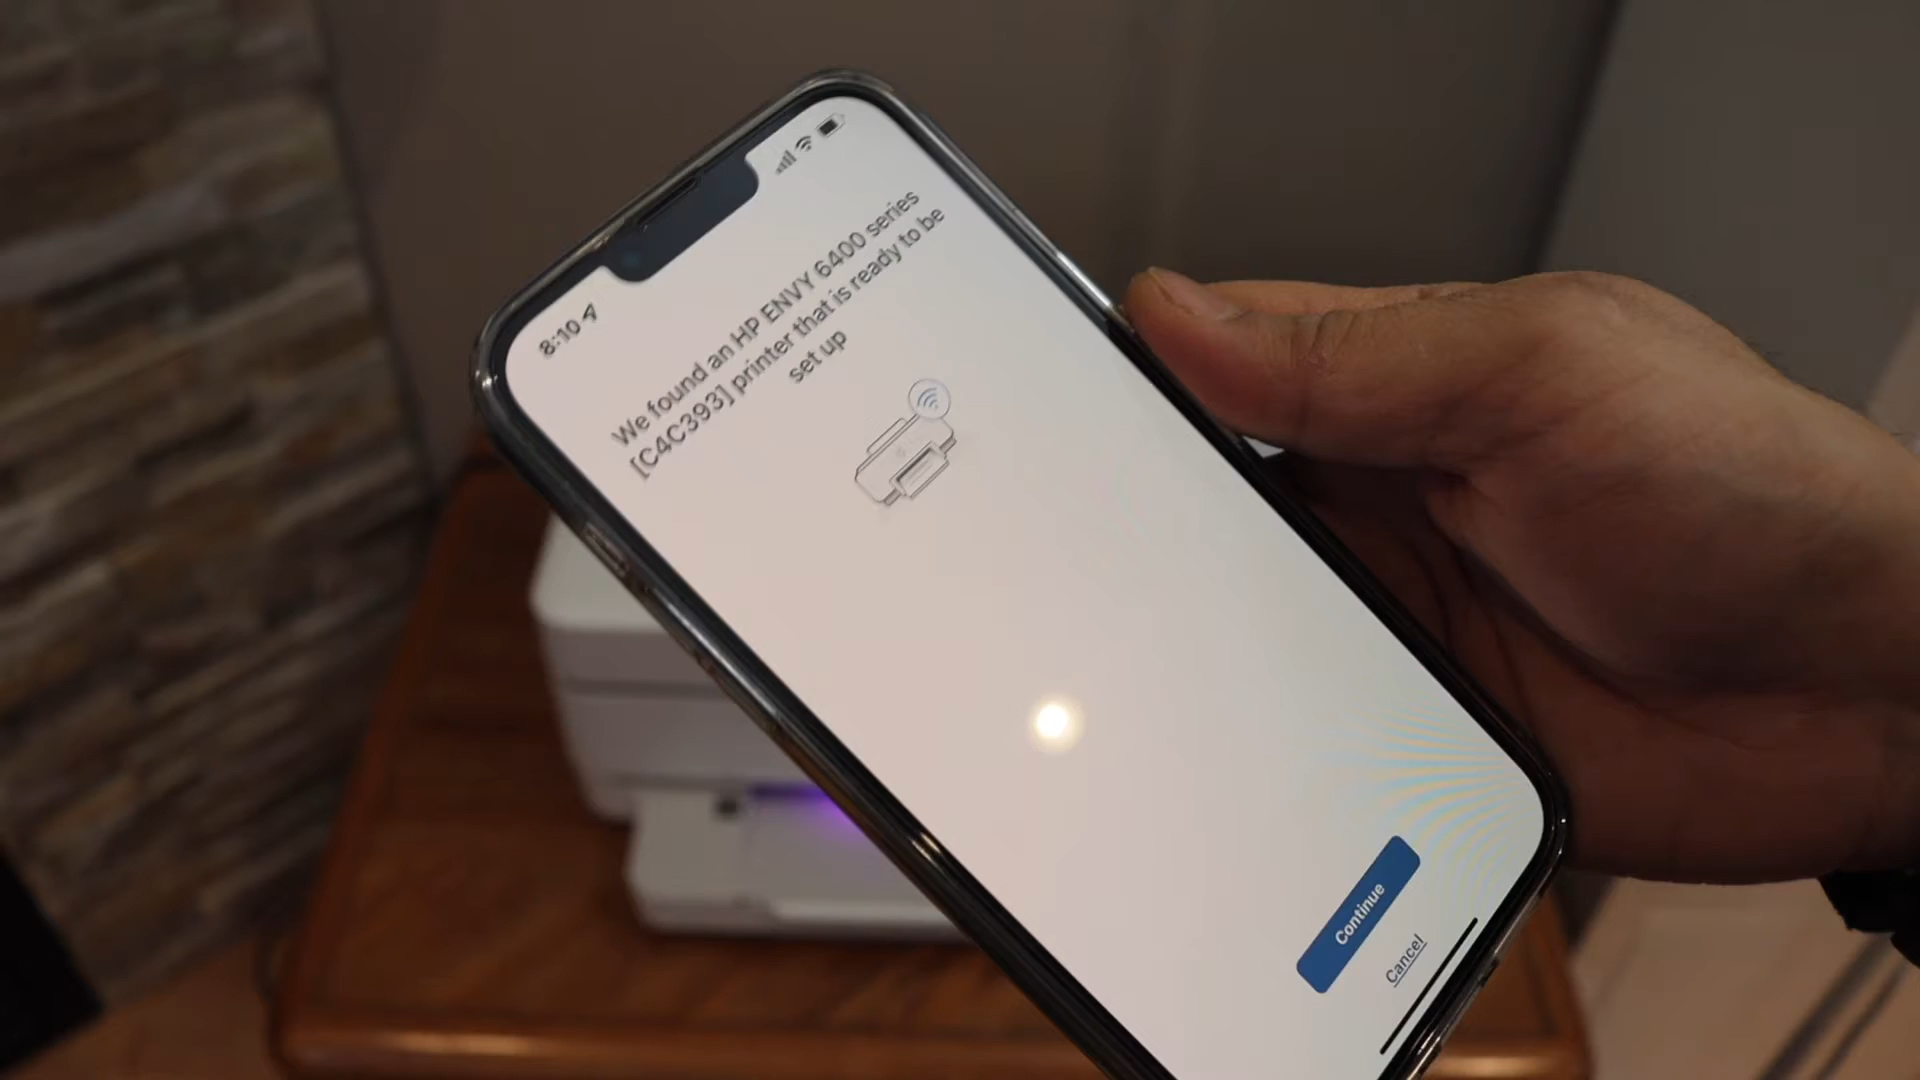 8:10
We found an HP ENVY 6400 series
[C4C393] printer that is ready to be
set up
Continue
Cancel